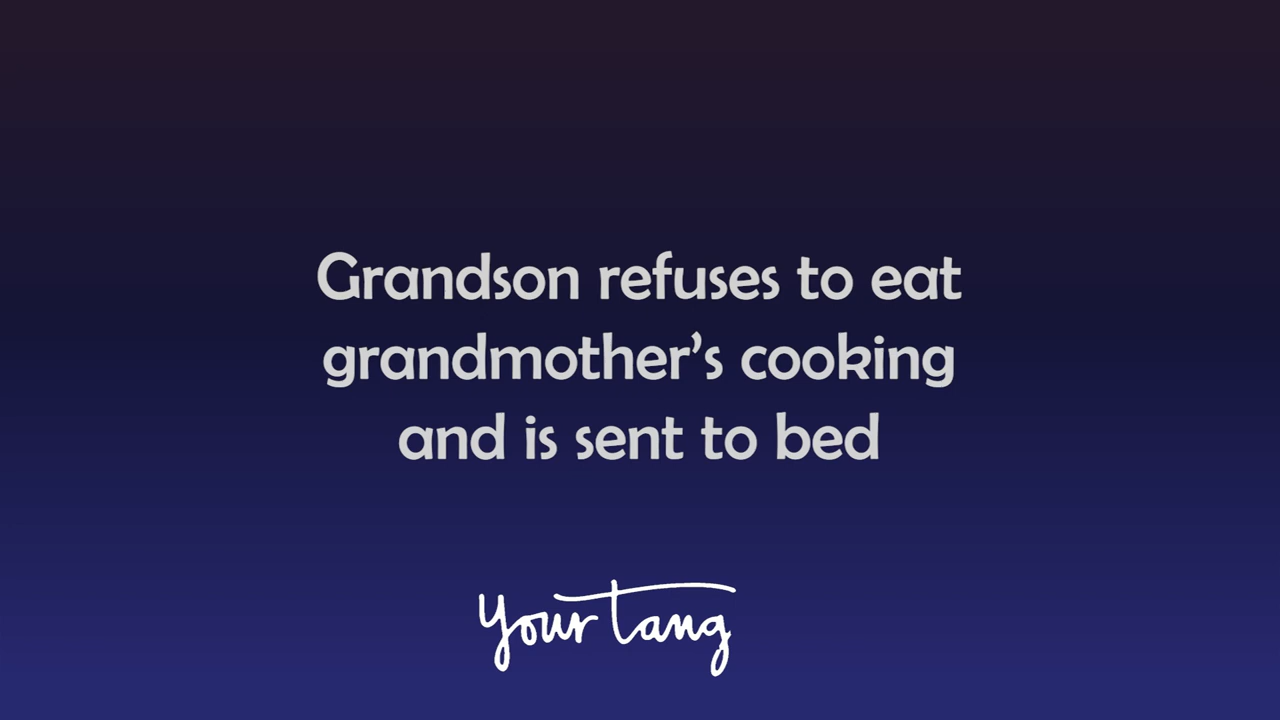 Grandson refuses to eat
grandmother’s cooking
and is sent to bed
Your Tang